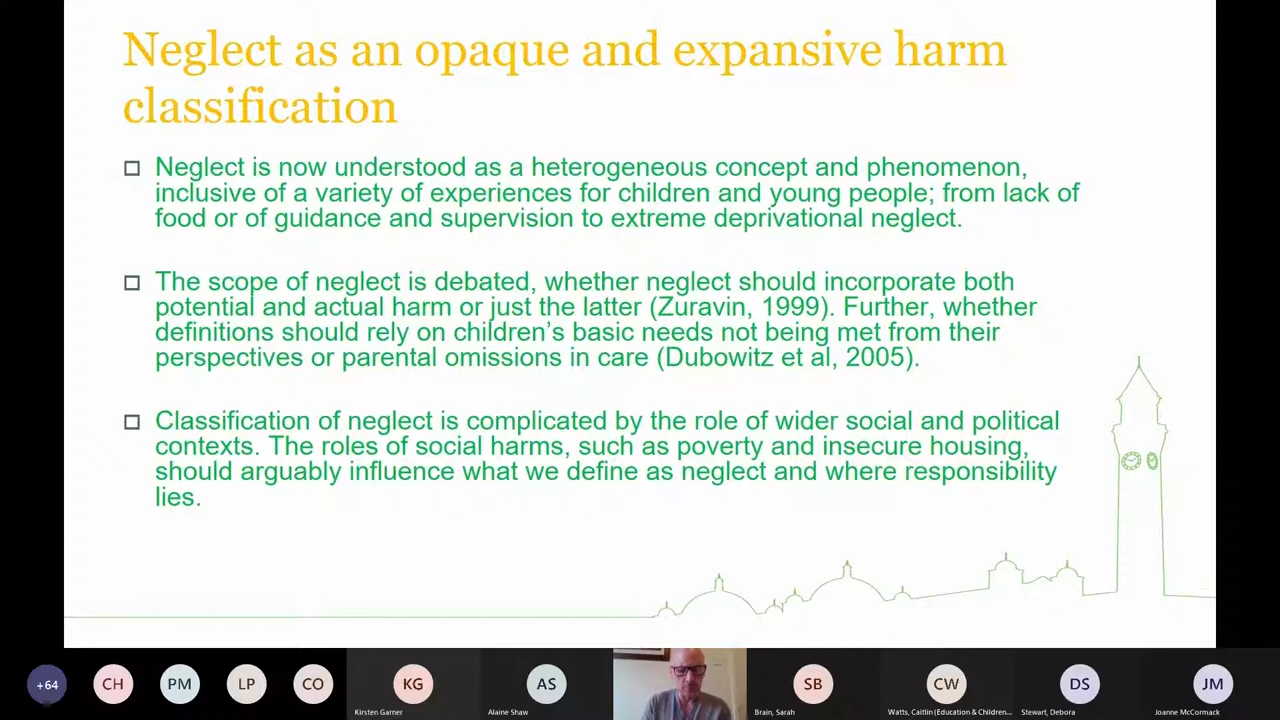 Neglect as an opaque and expansive harm
classification
Neglect is now understood as a heterogeneous concept and phenomenon,
inclusive of a variety of experiences for children and young people; from lack of
food or of guidance and supervision to extreme deprivational neglect.
The scope of neglect is debated, whether neglect should incorporate both
potential and actual harm or just the latter (Zuravin, 1999). Further, whether
definitions should rely on children’s basic needs not being met from their
perspectives or parental omissions in care (Dubowitz et al, 2005).
Classification of neglect is complicated by the role of wider social and political
contexts. The roles of social harms, such as poverty and insecure housing,
should arguably influence what we define as neglect and where responsibility
lies.
+64
CH
PM
LP
CO
KG
Kirsten Garner
AS
Alaine Shaw
SB
Brain, Sarah
CW
Watts, Caitlin (Education & Children...
DS
Stewart, Debora
JM
Joanne McCormack